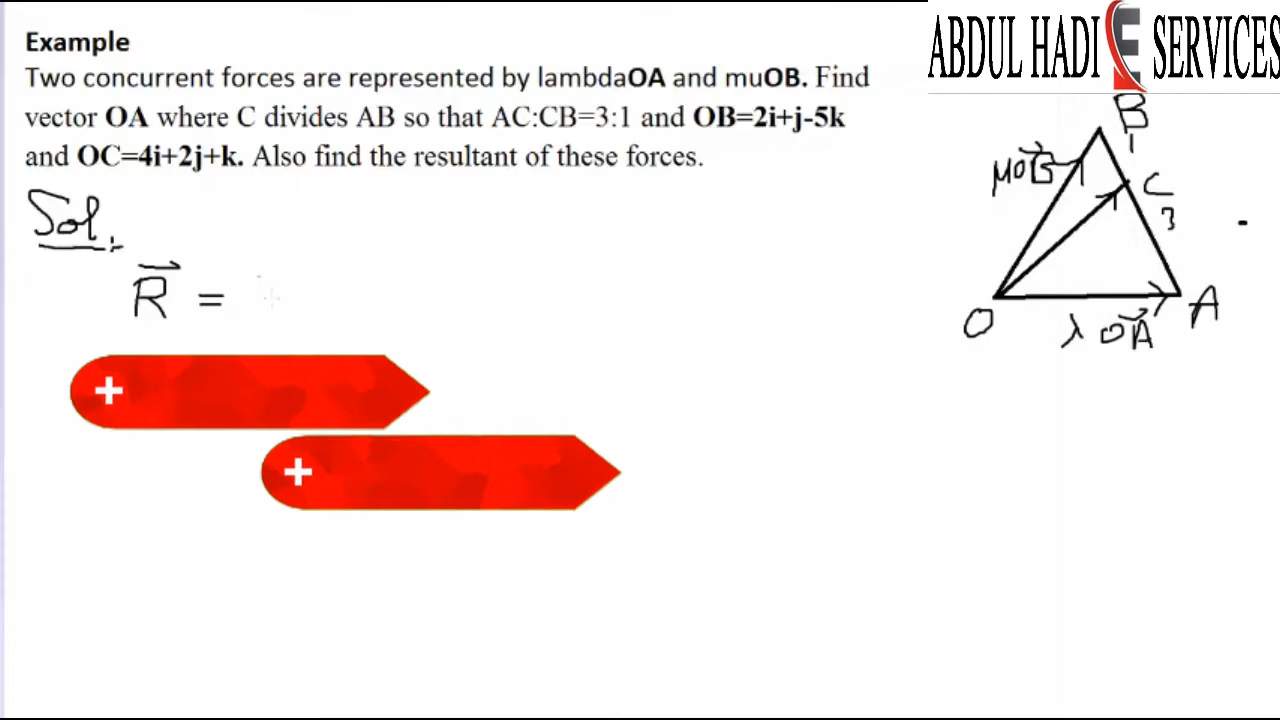 ABDUL HADI E SERVICES
Example
Two concurrent forces are represented by lambdaOA and muOB. Find
vector OA where C divides AB so that AC:CB=3:1 and OB=2i+j-5k
and OC=4i+2j+k. Also find the resultant of these forces.
Sol.
R⃗ =
+
+
B
1
μOB⃗
C
3
O
λ OA⃗
A